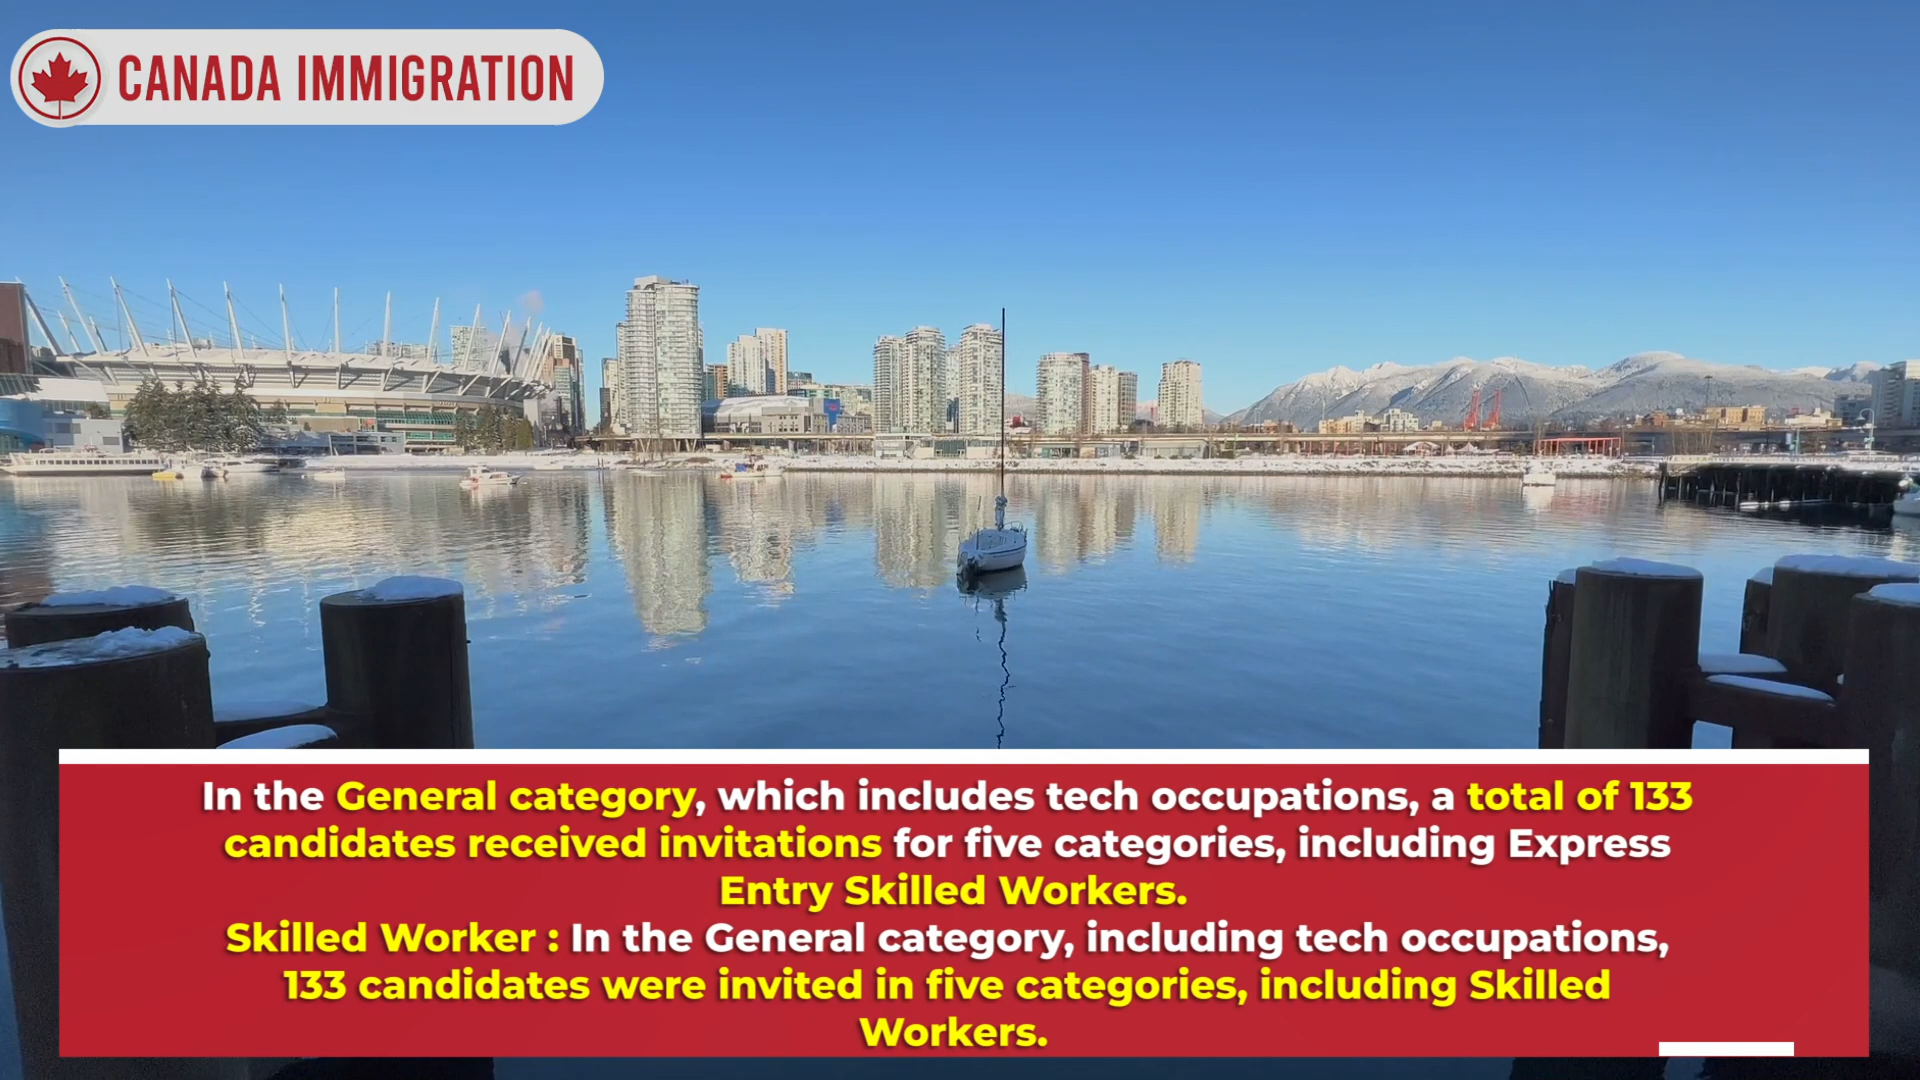 CANADA IMMIGRATION
In the General category, which includes tech occupations, a total of 133
candidates received invitations for five categories, including Express
Entry Skilled Workers.
Skilled Worker : In the General category, including tech occupations,
133 candidates were invited in five categories, including Skilled
Workers.